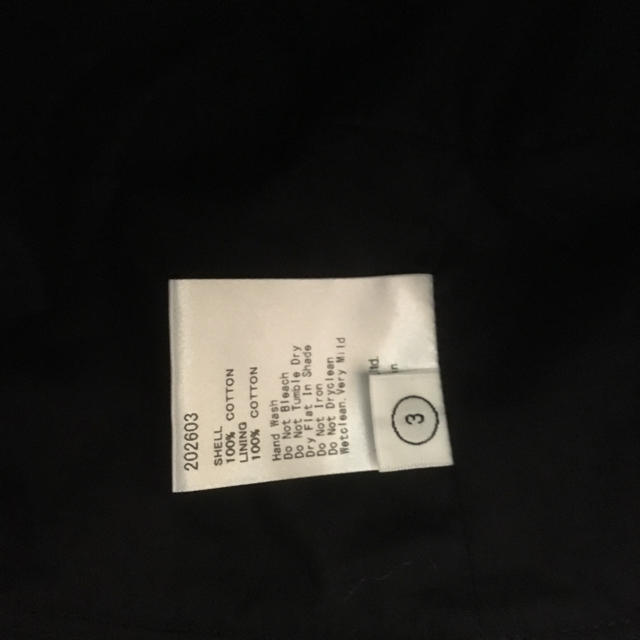 202603
SHELL
100% COTTON
LINING
100% COTTON
Hand Wash
Do Not Bleach
Do Not Tumble Dry
Dry Flat In Shade
Do Not Iron
Do Not Dryclean
Wetclean,Very Mild
td.
n
3